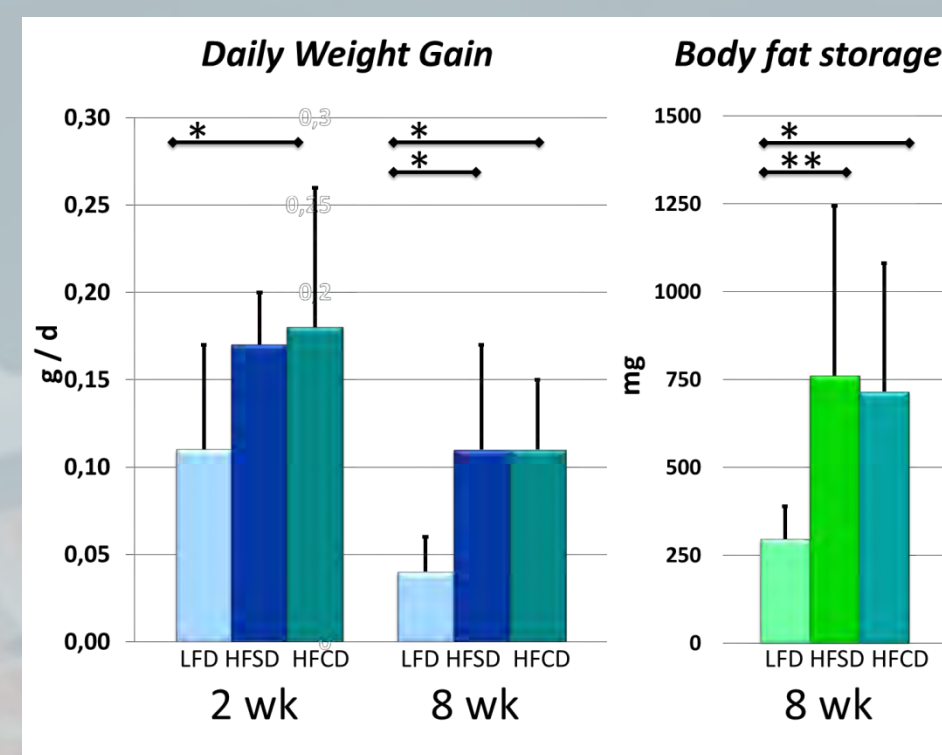 Daily Weight Gain
Body fat storage
g / d
0,30
0,25
0,20
0,15
0,10
0,05
0,00
0,3
0,25
0,2
0
*
*
*
LFD HFSD HFCD
LFD HFSD HFCD
2 wk
8 wk
mg
1500
1250
1000
750
500
250
0
*
**
LFD HFSD HFCD
8 wk